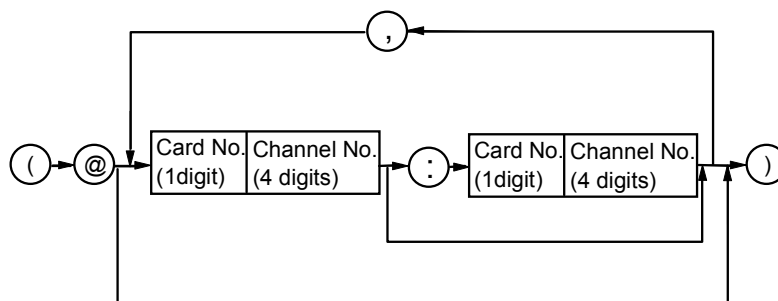 ,
( @ Card No. Channel No. : Card No. Channel No. )
(1digit) (4 digits) (1digit) (4 digits)